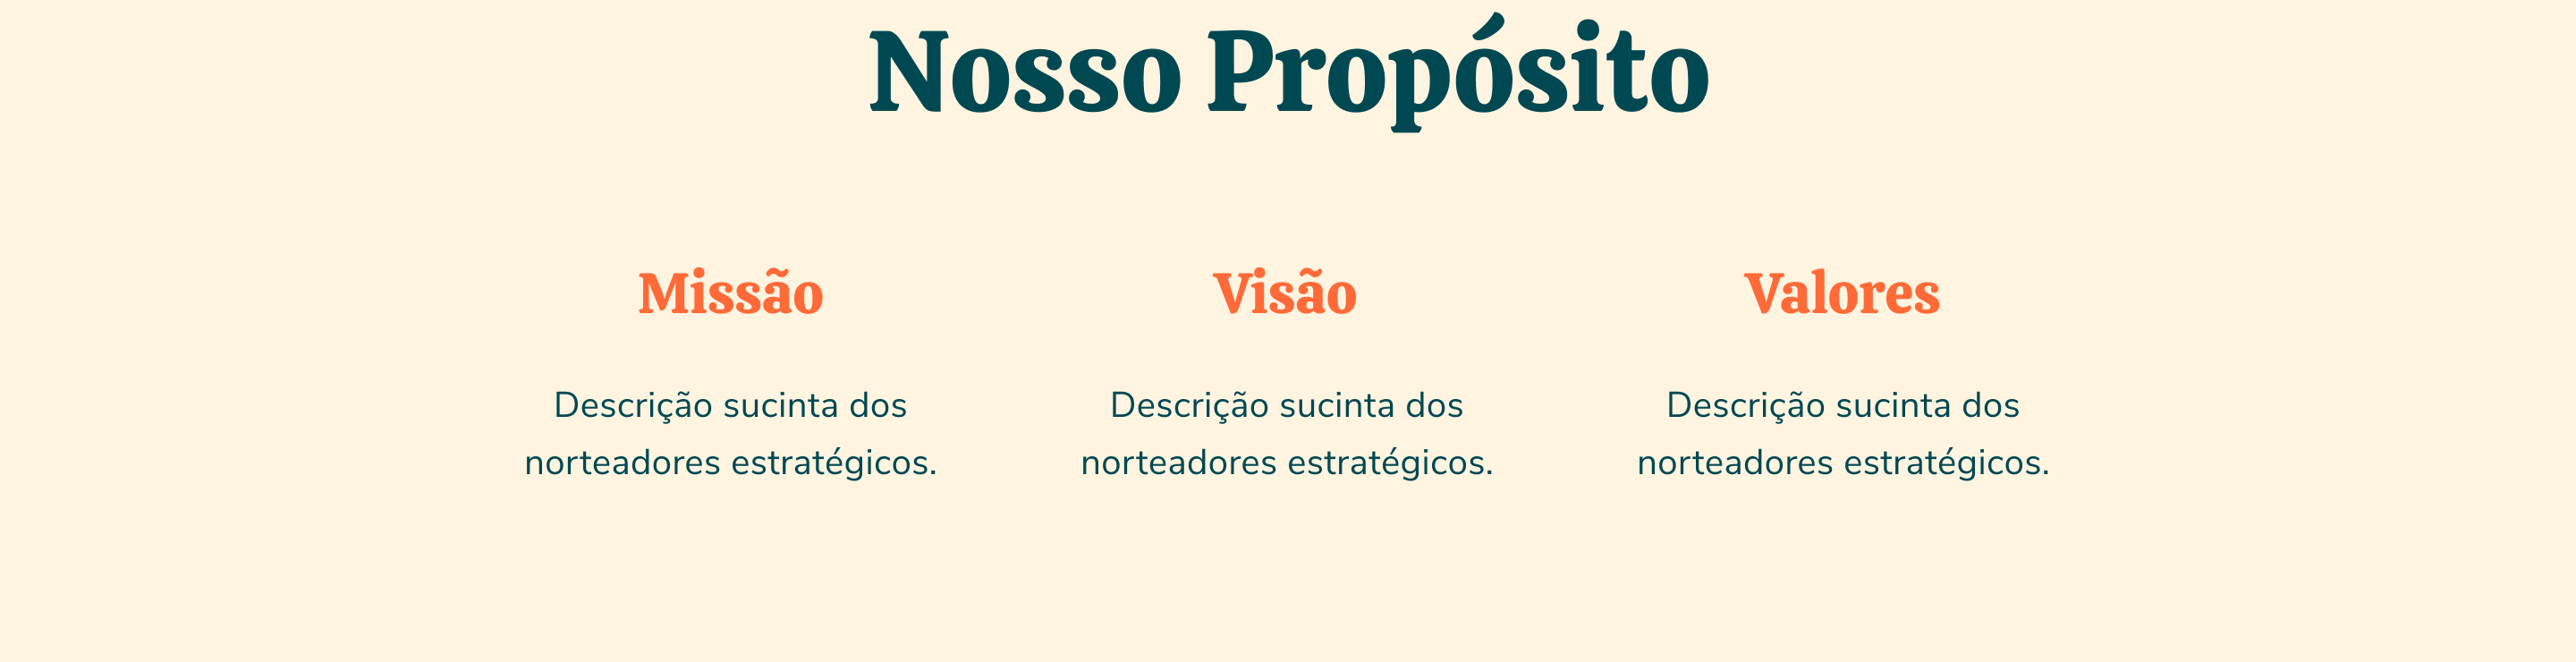 Nosso Propósito
Missão
Descrição sucinta dos
norteadores estratégicos.
Visão
Descrição sucinta dos
norteadores estratégicos.
Valores
Descrição sucinta dos
norteadores estratégicos.